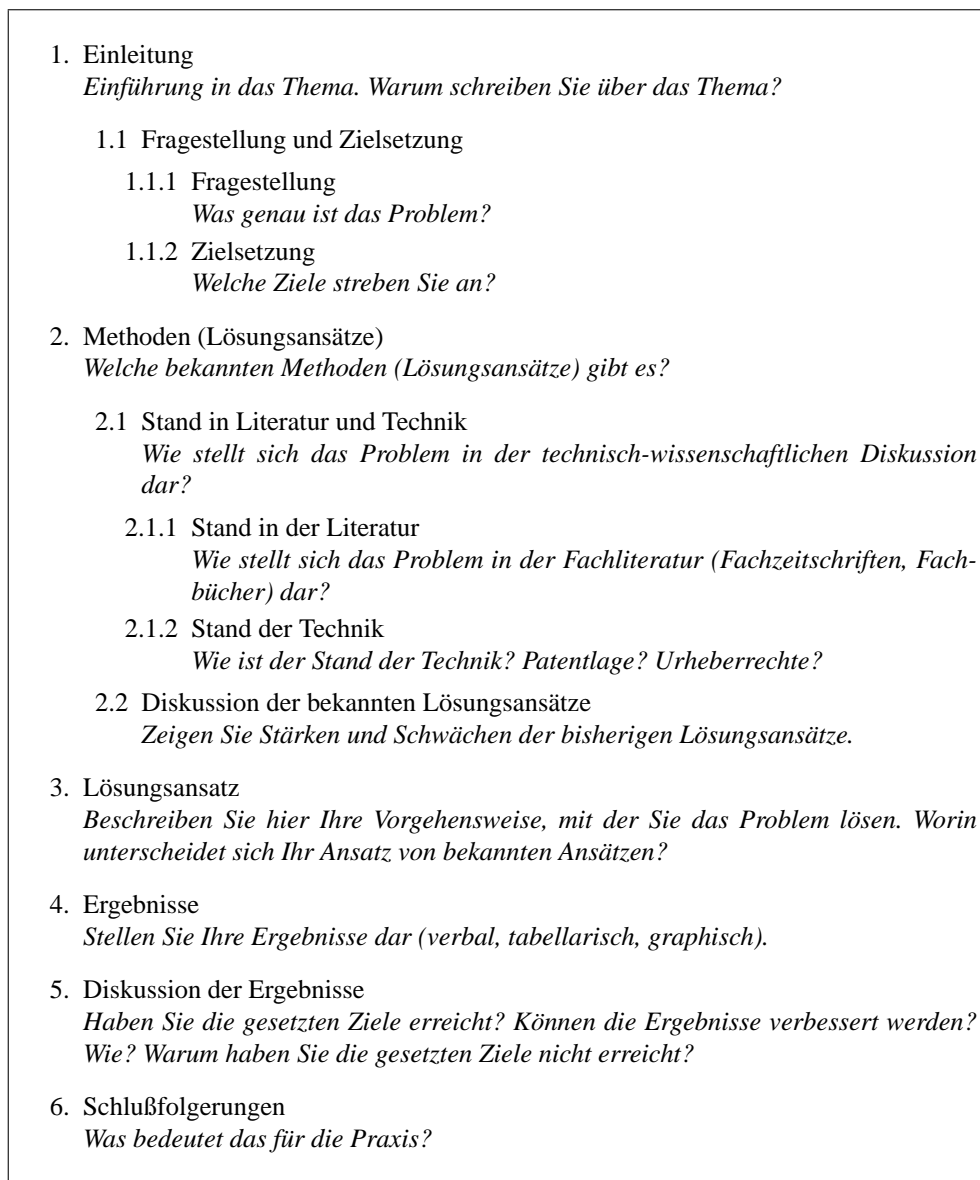 1. Einleitung
Einführung in das Thema. Warum schreiben Sie über das Thema?
1.1 Fragestellung und Zielsetzung
1.1.1 Fragestellung
Was genau ist das Problem?
1.1.2 Zielsetzung
Welche Ziele streben Sie an?
2. Methoden (Lösungsansätze)
Welche bekannten Methoden (Lösungsansätze) gibt es?
2.1 Stand in Literatur und Technik
Wie stellt sich das Problem in der technisch-wissenschaftlichen Diskussion
dar?
2.1.1 Stand in der Literatur
Wie stellt sich das Problem in der Fachliteratur (Fachzeitschriften, Fach-
bücher) dar?
2.1.2 Stand der Technik
Wie ist der Stand der Technik? Patentlage? Urheberrechte?
2.2 Diskussion der bekannten Lösungsansätze
Zeigen Sie Stärken und Schwächen der bisherigen Lösungsansätze.
3. Lösungsansatz
Beschreiben Sie hier Ihre Vorgehensweise, mit der Sie das Problem lösen. Worin
unterscheidet sich Ihr Ansatz von bekannten Ansätzen?
4. Ergebnisse
Stellen Sie Ihre Ergebnisse dar (verbal, tabellarisch, graphisch).
5. Diskussion der Ergebnisse
Haben Sie die gesetzten Ziele erreicht? Können die Ergebnisse verbessert werden?
Wie? Warum haben Sie die gesetzten Ziele nicht erreicht?
6. Schlußfolgerungen
Was bedeutet das für die Praxis?